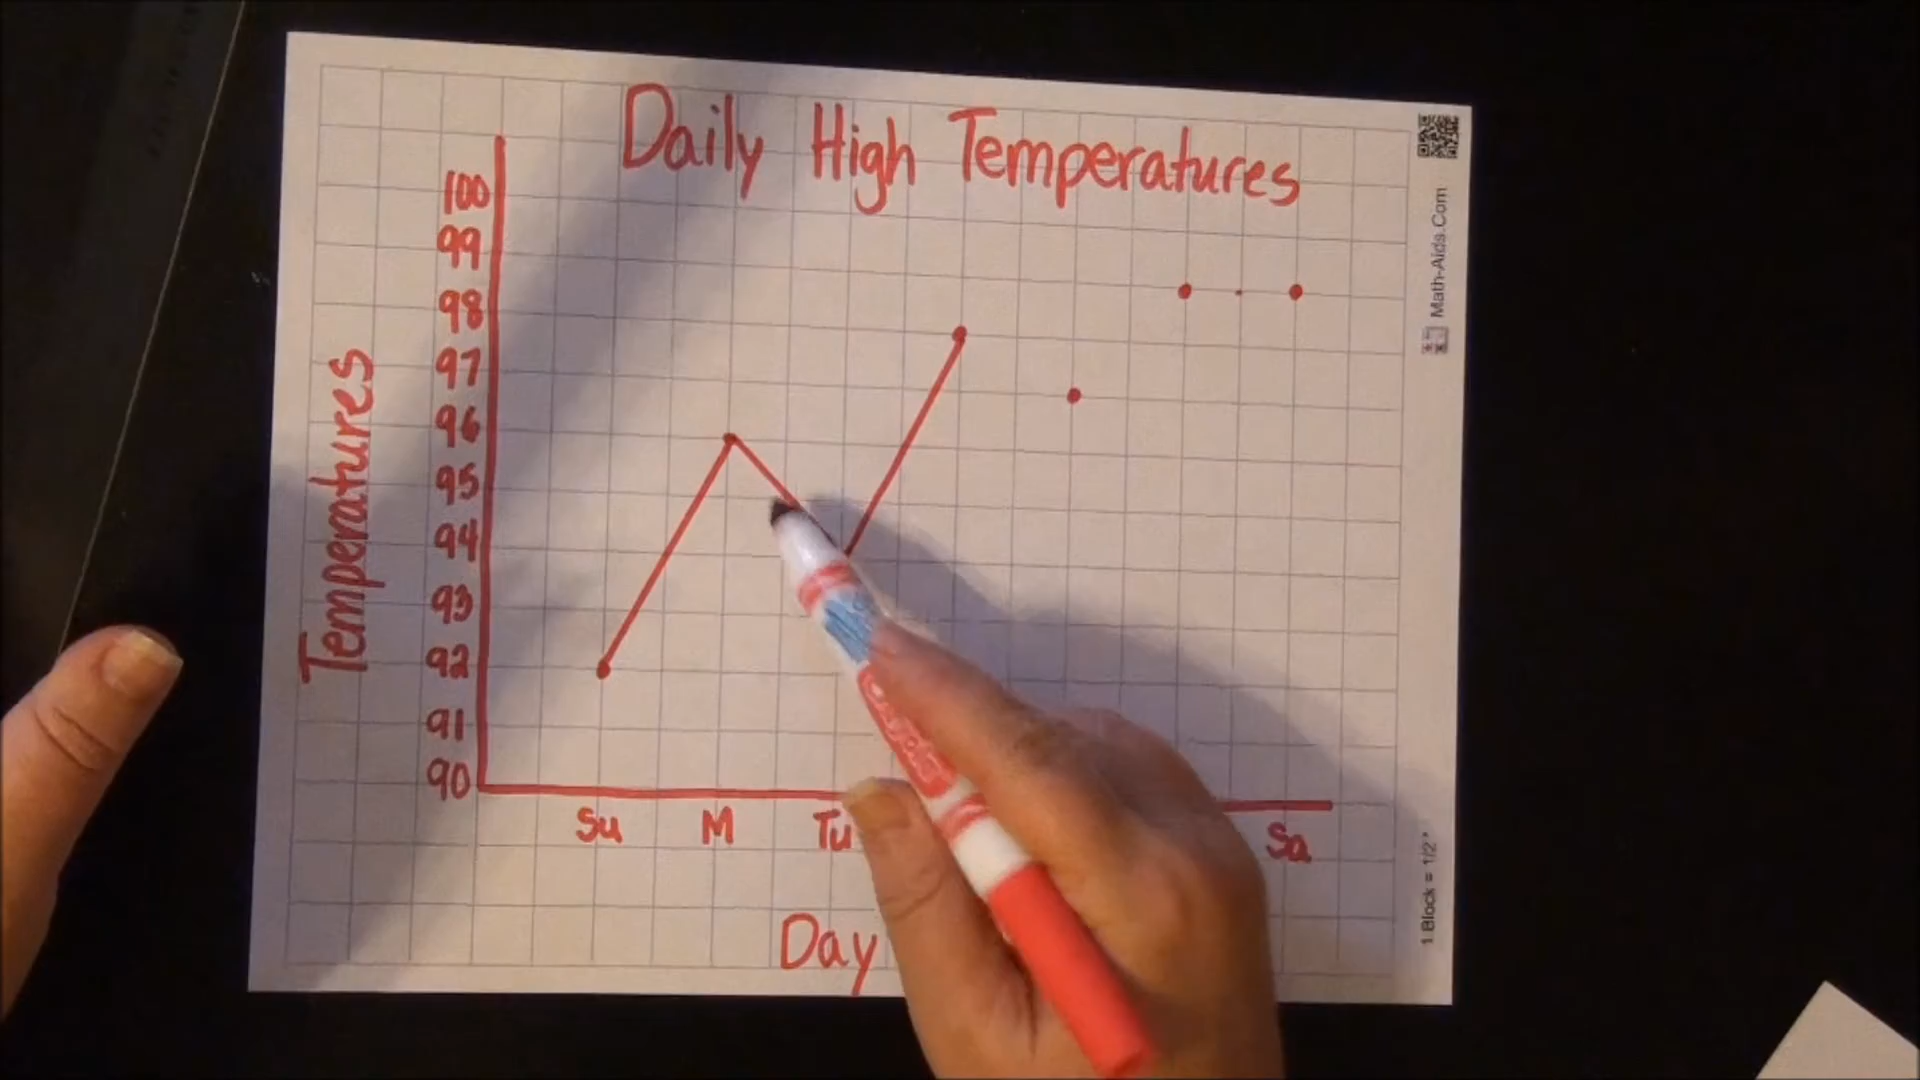 Daily High Temperatures
100
99
98
97
96
95
94
93
92
91
90
Temperatures
Su M Tu Sa
Day
Math-Aids.Com
1 Block = 1/2"